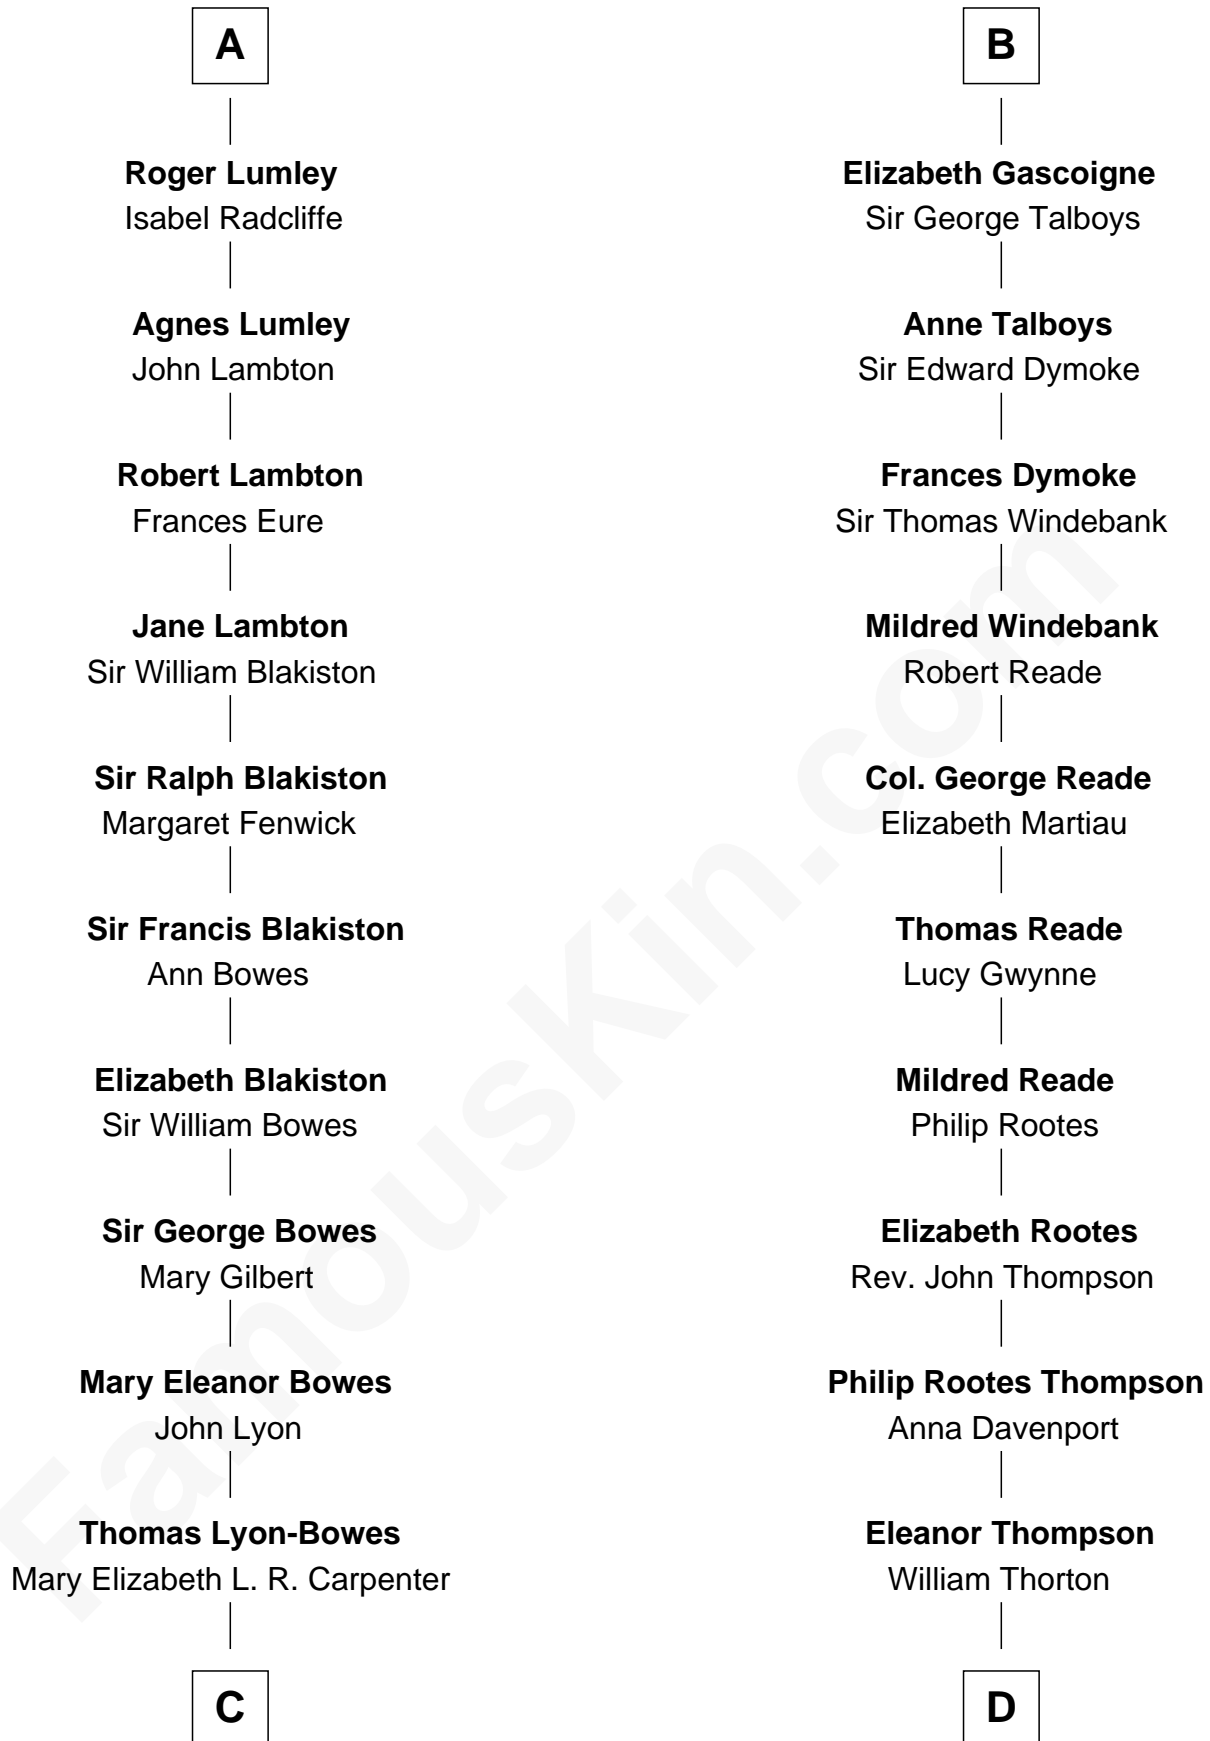 A
Roger Lumley
Isabel Radcliffe
Agnes Lumley
John Lambton
Robert Lambton
Frances Eure
Jane Lambton
Sir William Blakiston
Sir Ralph Blakiston
Margaret Fenwick
Sir Francis Blakiston
Ann Bowes
Elizabeth Blakiston
Sir William Bowes
Sir George Bowes
Mary Gilbert
Mary Eleanor Bowes
John Lyon
Thomas Lyon-Bowes
Mary Elizabeth L. R. Carpenter
C
B
Elizabeth Gascoigne
Sir George Talboys
Anne Talboys
Sir Edward Dymoke
Frances Dymoke
Sir Thomas Windebank
Mildred Windebank
Robert Reade
Col. George Reade
Elizabeth Martiau
Thomas Reade
Lucy Gwynne
Mildred Reade
Philip Rootes
Elizabeth Rootes
Rev. John Thompson
Philip Rootes Thompson
Anna Davenport
Eleanor Thompson
William Thorton
D
FamousKin.com